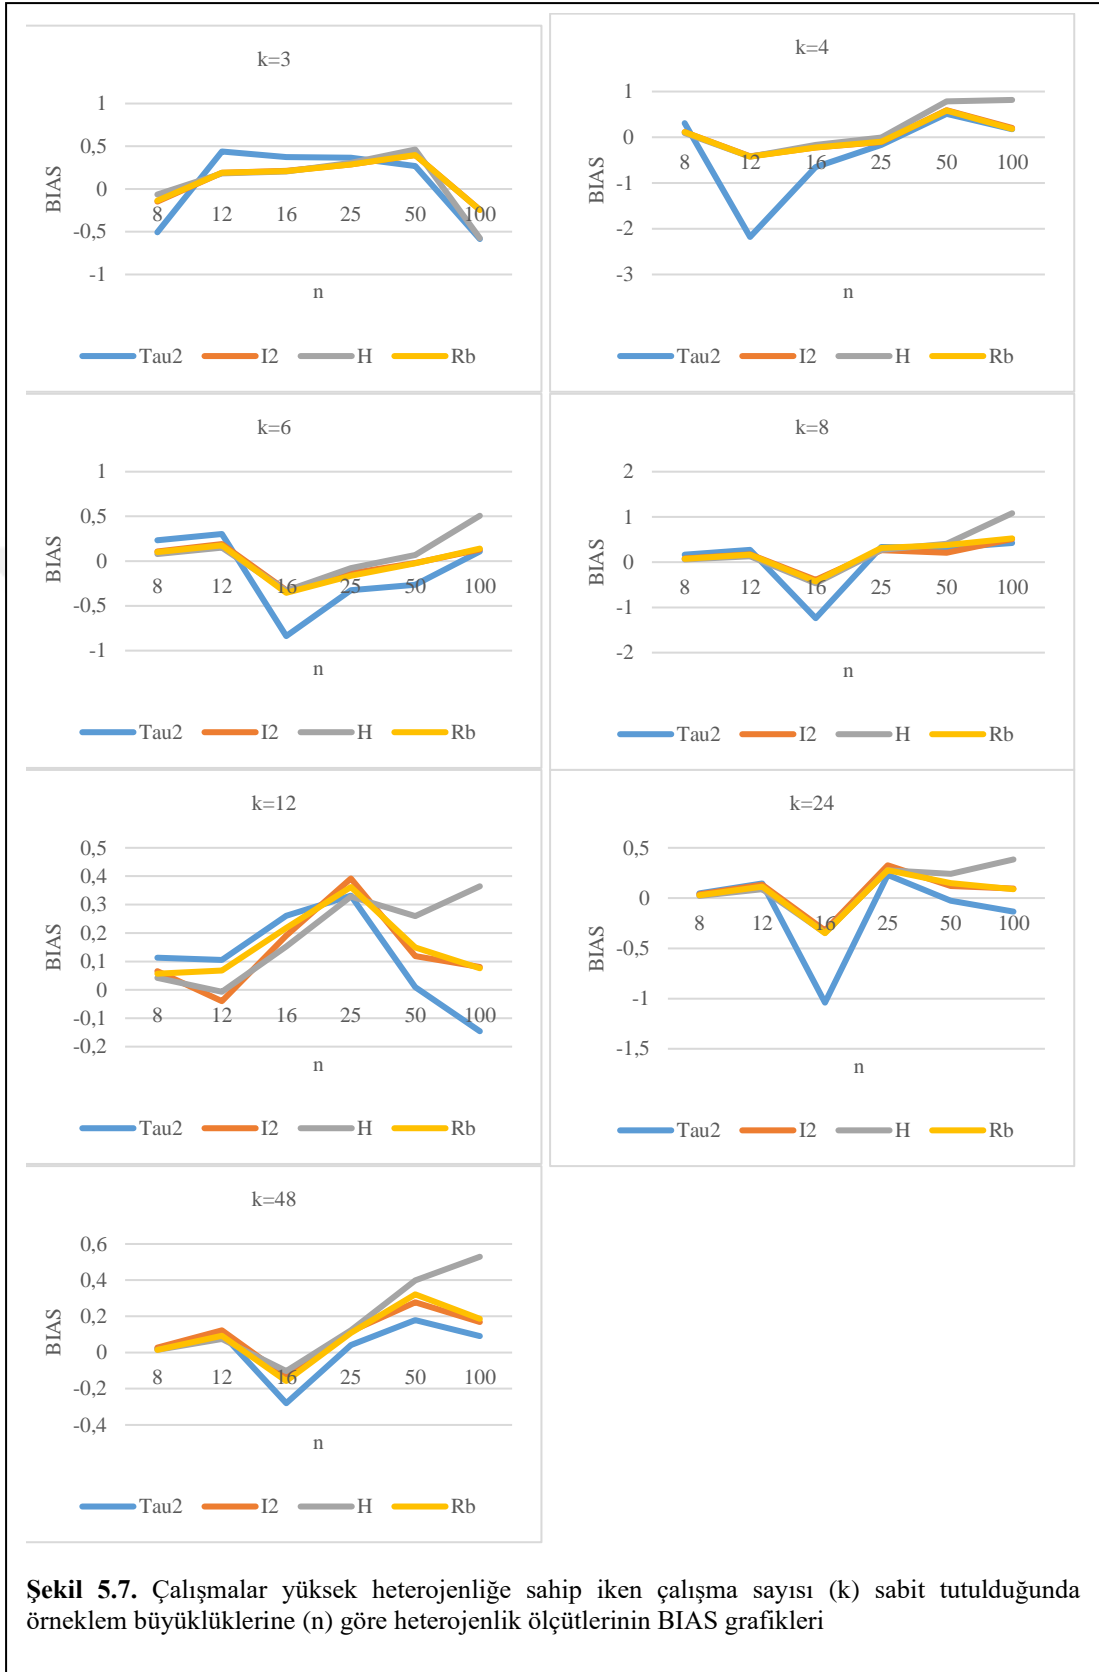 k=3
1
0,5
0
-0,5
-1
BIAS
8 12 16 25 50 100
n
Tau2 I2 H Rb
k=4
1
0
-1
-2
-3
BIAS
8 12 16 25 50 100
n
Tau2 I2 H Rb
k=6
1
0,5
0
-0,5
-1
BIAS
8 12 16 25 50 100
n
Tau2 I2 H Rb
k=8
2
1
0
-1
-2
BIAS
8 12 16 25 50 100
n
Tau2 I2 H Rb
k=12
0,5
0,4
0,3
0,2
0,1
0
-0,1
-0,2
BIAS
8 12 16 25 50 100
n
Tau2 I2 H Rb
k=24
0,5
0
-0,5
-1
-1,5
BIAS
8 12 16 25 50 100
n
Tau2 I2 H Rb
k=48
0,6
0,4
0,2
0
-0,2
-0,4
BIAS
8 12 16 25 50 100
n
Tau2 I2 H Rb
Şekil 5.7. Çalışmalar yüksek heterojenliğe sahip iken çalışma sayısı (k) sabit tutulduğunda
örneklem büyüklüklerine (n) göre heterojenlik ölçütlerinin BIAS grafikleri